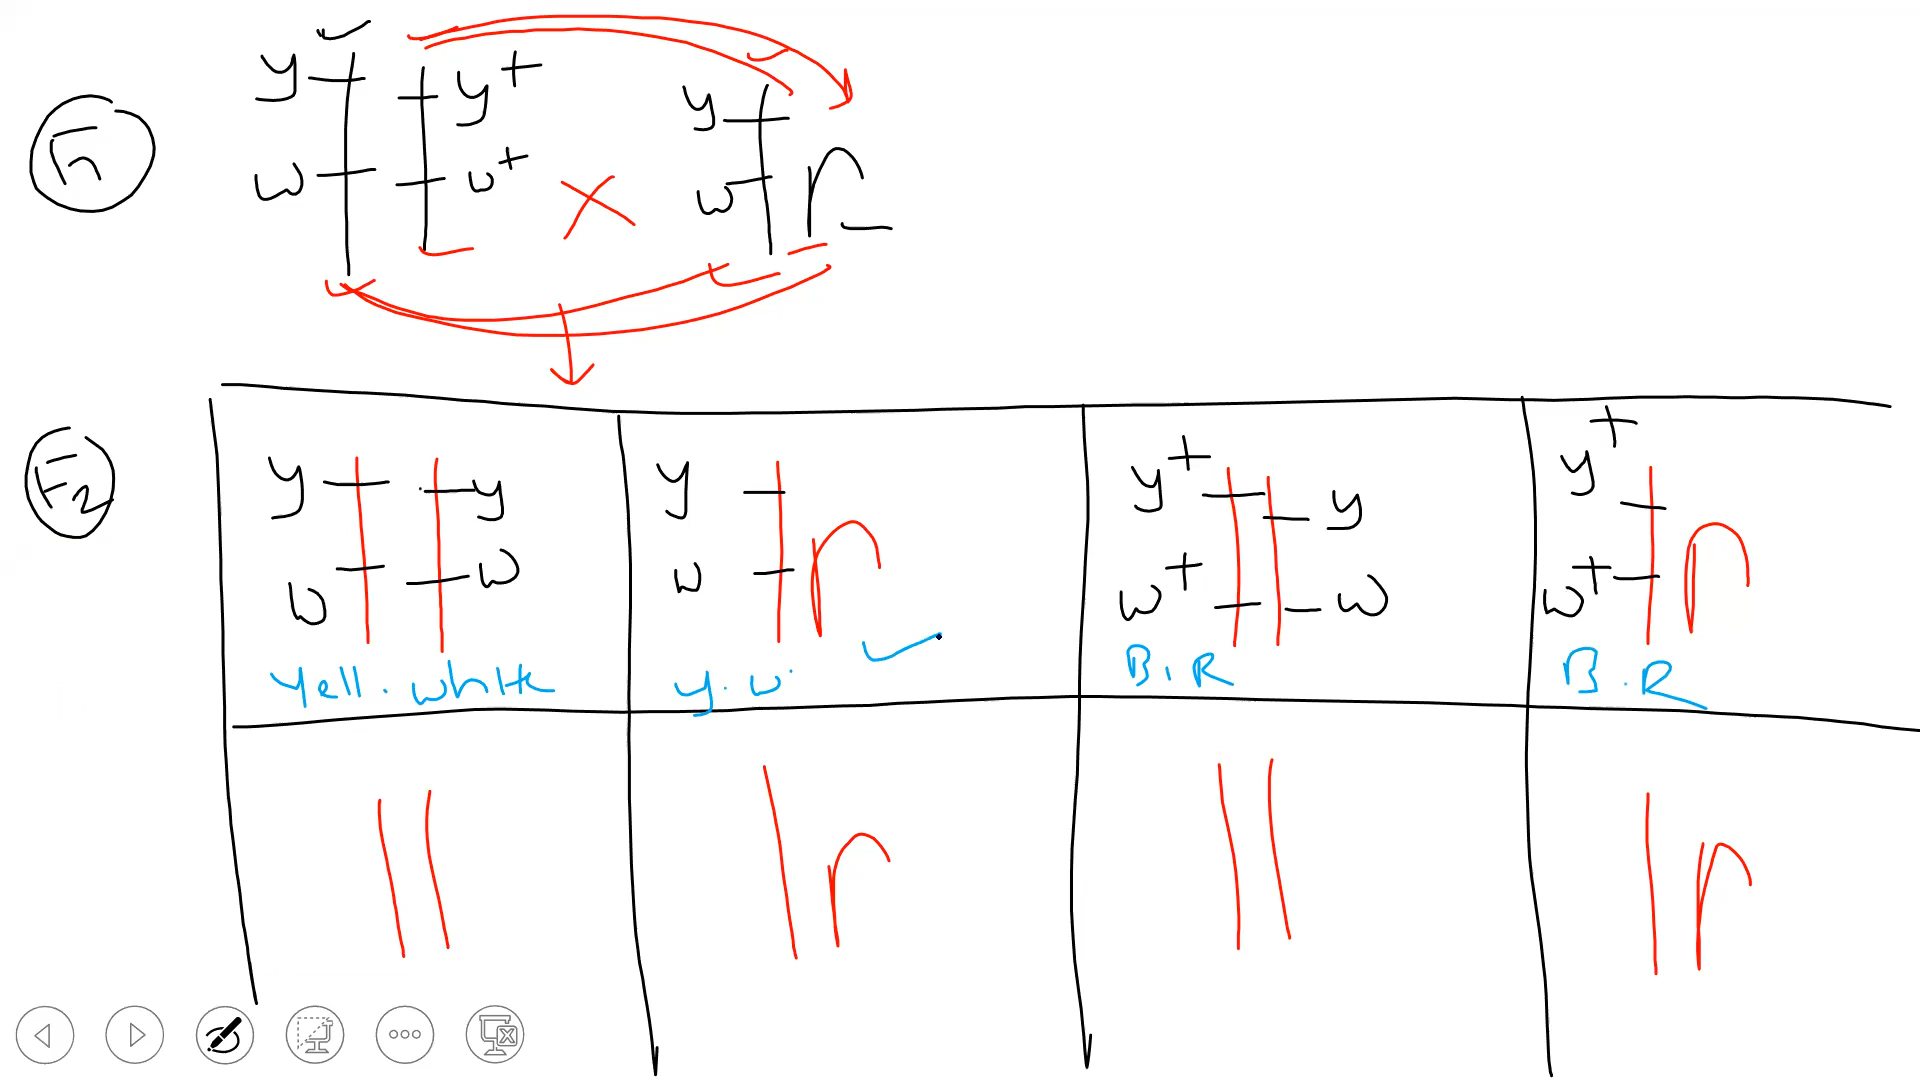 F1
y y+ y
w w+ × w
F2
y y
w w
Yell. white
y
w
y. w.
y+ y
w+ w
B. R
y+
w+
B. R